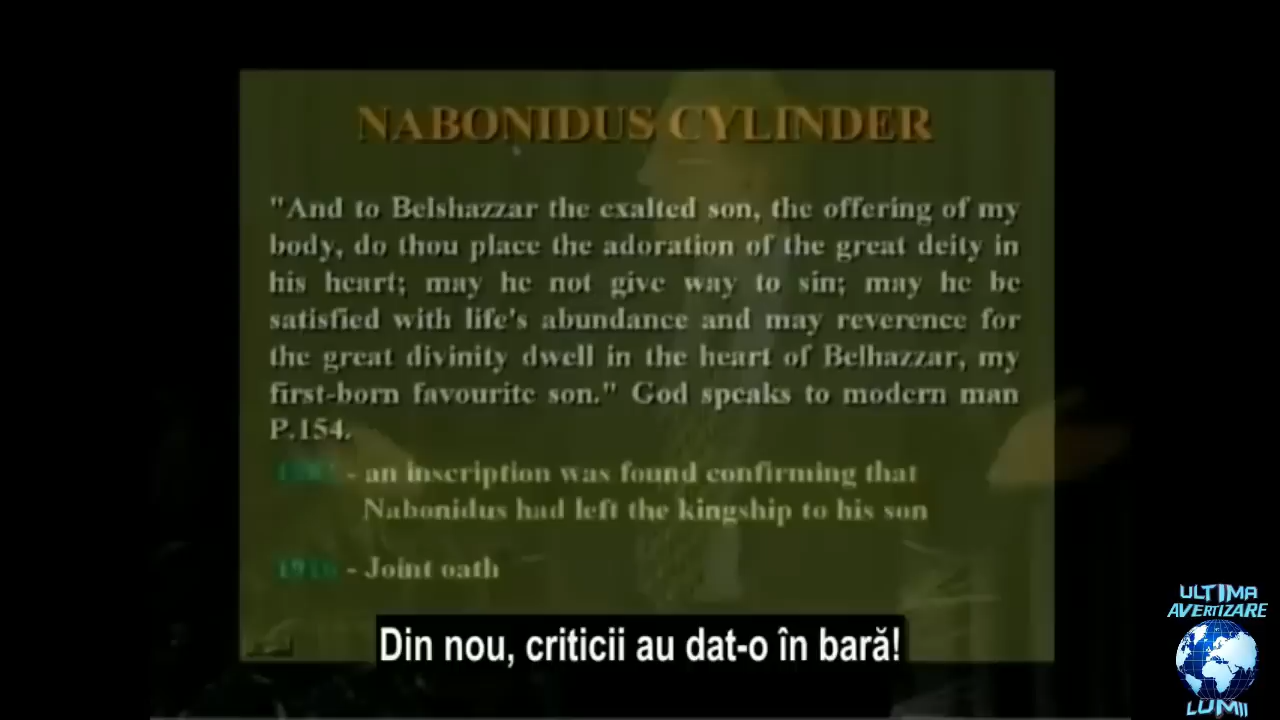 NABONIDUS CYLINDER
"And to Belshazzar the exalted son, the offering of my
body, do thou place the adoration of the great deity in
his heart; may he not give way to sin; may he be
satisfied with life's abundance and may reverence for
the great divinity dwell in the heart of Belhazzar, my
first-born favourite son." God speaks to modern man
P.154.
- an inscription was found confirming that
Nabonidus had left the kingship to his son
1916 - Joint oath
Din nou, criticii au dat-o în bară!
ULTIMA
AVERTIZARE
LUMII